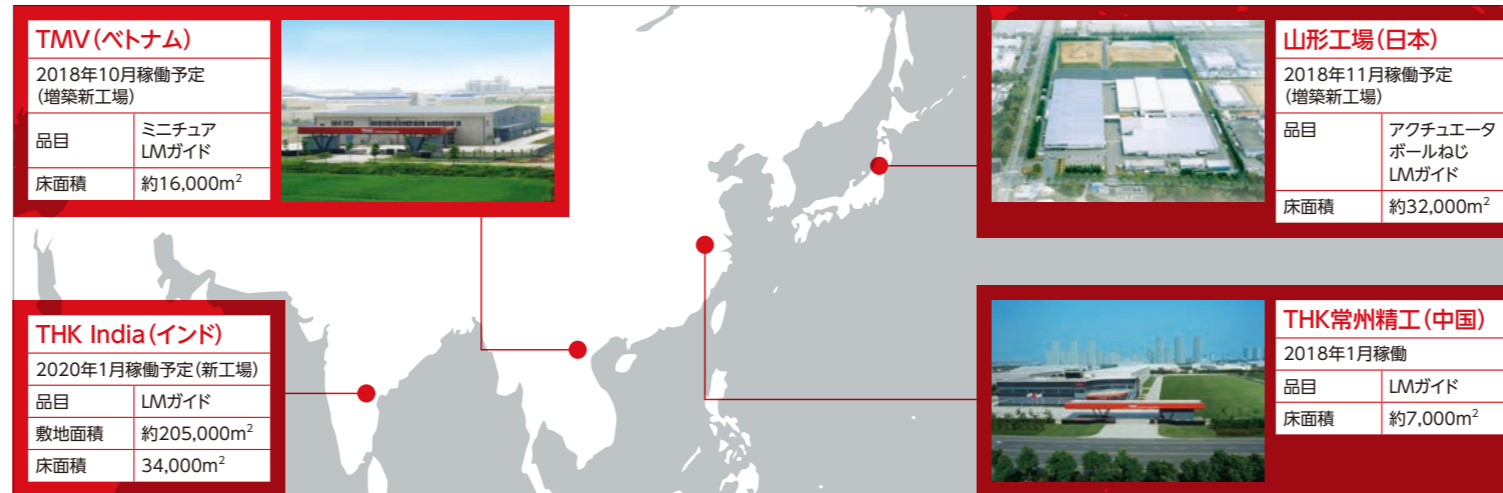 TMV（ベトナム）
2018年10月稼働予定
（増築新工場）
品目 ミニチュア
LMガイド
床面積 約16,000m²
山形工場（日本）
2018年11月稼働予定
（増築新工場）
品目 アクチュエータ
ボールねじ
LMガイド
床面積 約32,000m²
THK India（インド）
2020年1月稼働予定（新工場）
品目 LMガイド
敷地面積 約205,000m²
床面積 34,000m²
THK常州精工（中国）
2018年1月稼働
品目 LMガイド
床面積 約7,000m²